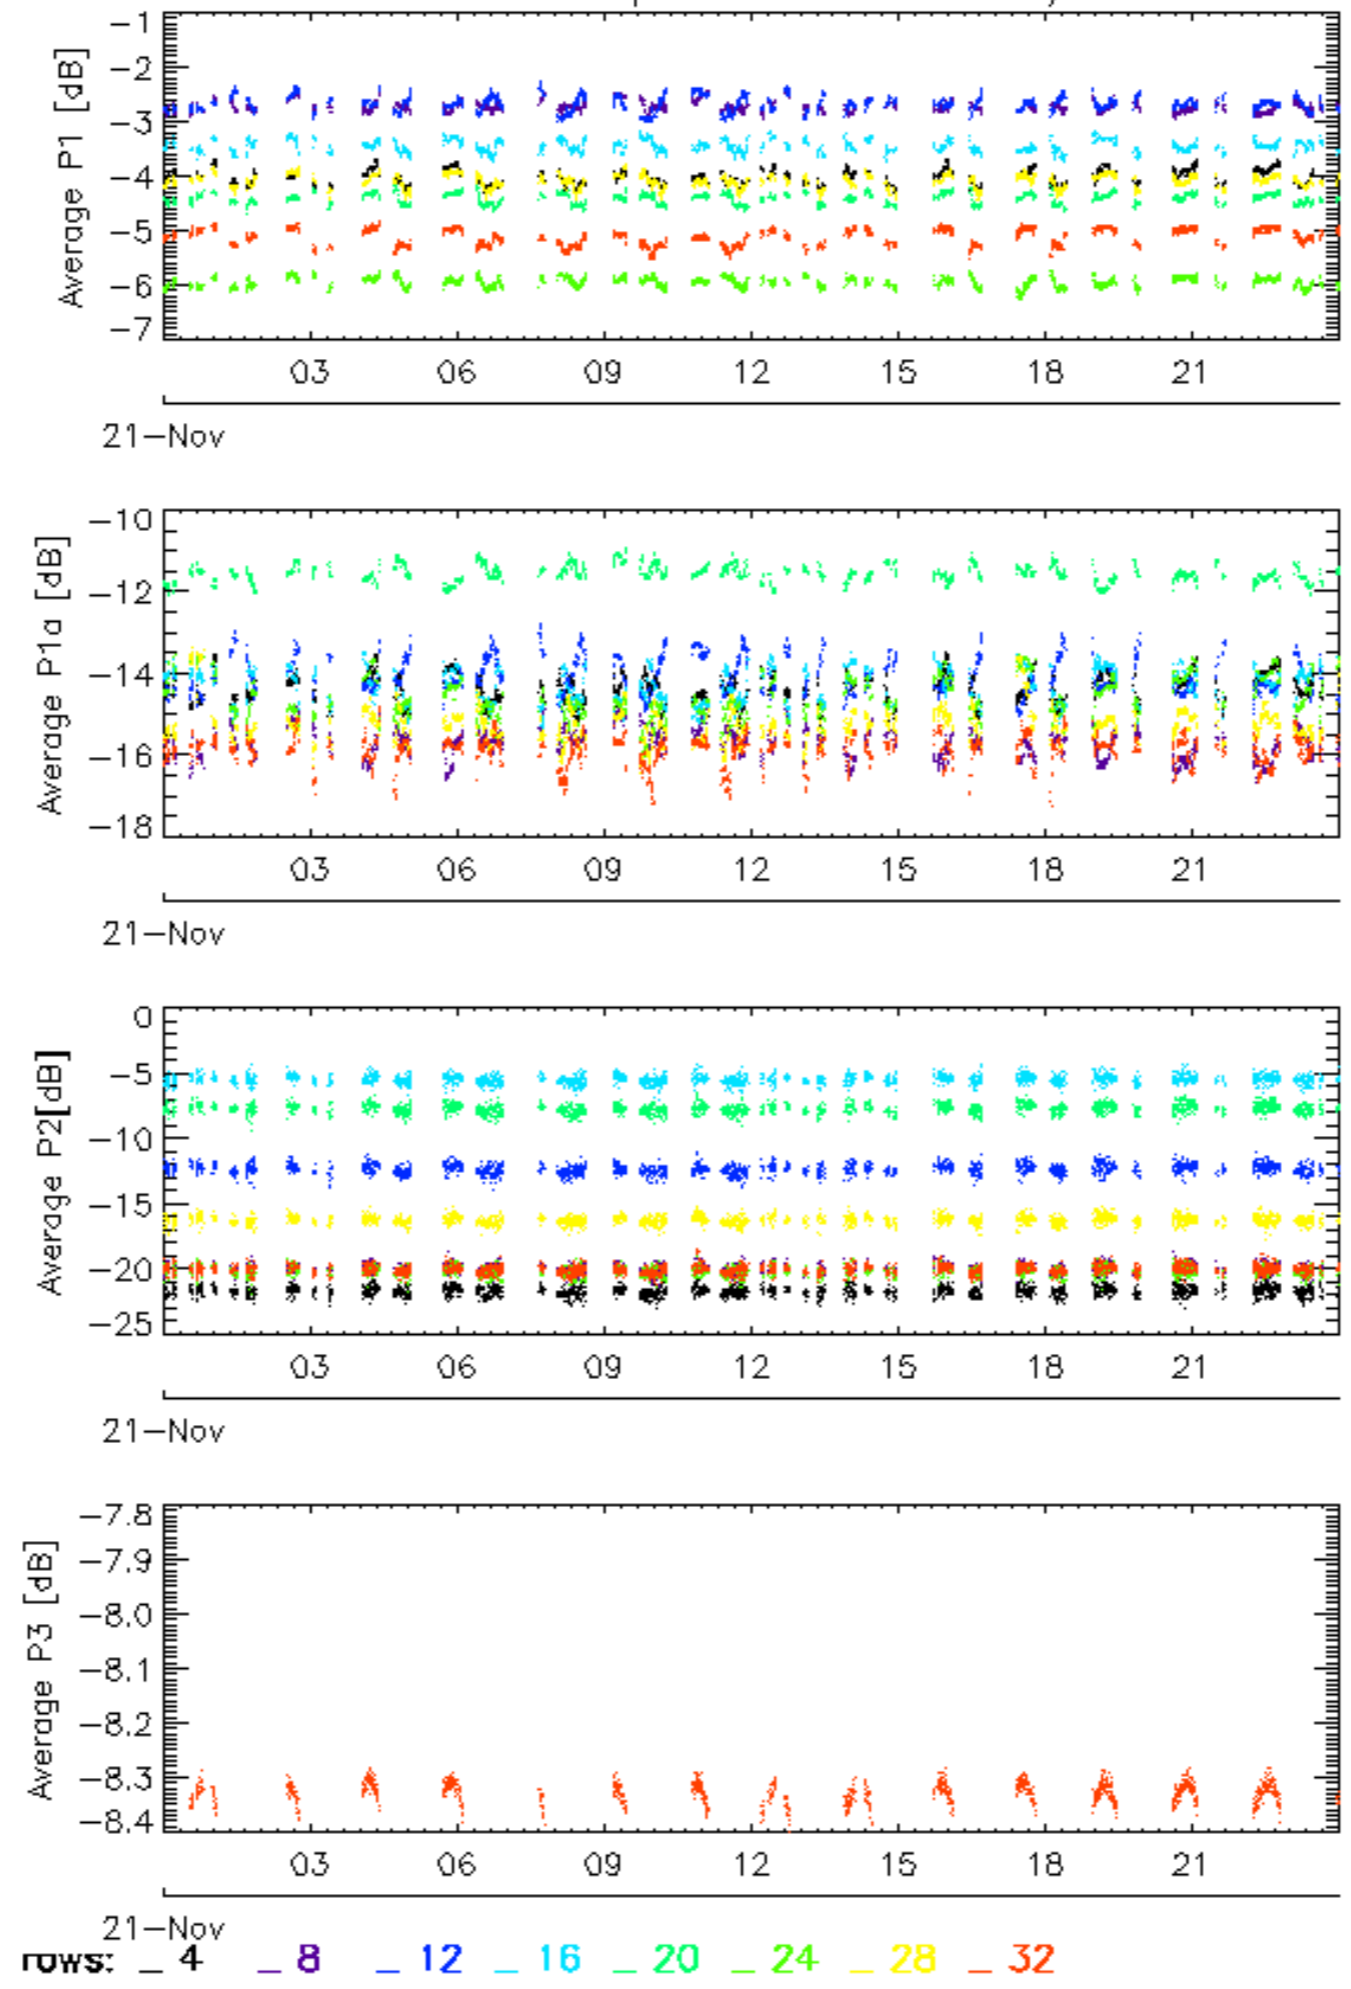 Average P1 [dB]
-1
-2
-3
-4
-5
-6
-7
03 06 09 12 15 18 21
21-Nov
Average P1a [dB]
-10
-12
-14
-16
-18
03 06 09 12 15 18 21
21-Nov
Average P2[dB]
0
-5
-10
-15
-20
-25
03 06 09 12 15 18 21
21-Nov
Average P3 [dB]
-7.8
-7.9
-8.0
-8.1
-8.2
-8.3
-8.4
03 06 09 12 15 18 21
21-Nov
rows: _ 4 _ 8 _ 12 _ 16 _ 20 _ 24 _ 28 _ 32